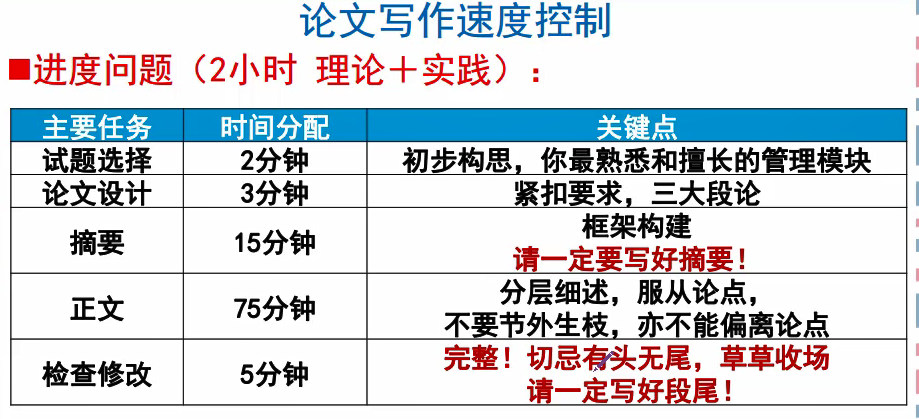 论文写作速度控制
■进度问题（2小时 理论＋实践）：
主要任务 时间分配 关键点
试题选择 2分钟 初步构思，你最熟悉和擅长的管理模块
论文设计 3分钟 紧扣要求，三大段论
摘要 15分钟 框架构建
请一定要写好摘要！
正文 75分钟 分层细述，服从论点，
不要节外生枝，亦不能偏离论点
检查修改 5分钟 完整！切忌有头无尾，草草收场
请一定写好段尾！